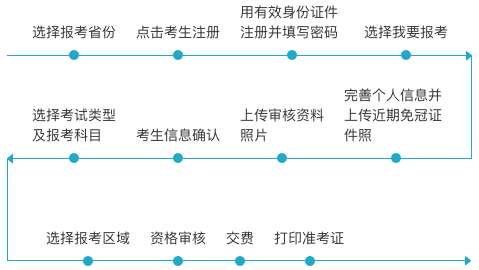 选择报考省份
点击考生注册
用有效身份证件
注册并填写密码
选择我要报考
完善个人信息并
上传近期免冠证
件照
上传审核资料
照片
考生信息确认
选择考试类型
及报考科目
选择报考区域
资格审核
交费
打印准考证